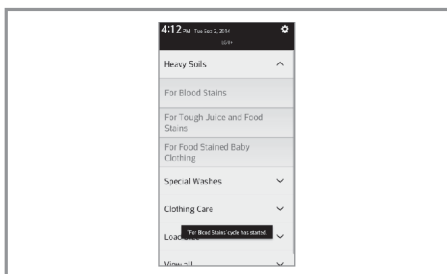 4:12 PM Tue Sep 2, 2014
Heavy Soils
For Blood Stains
For Tough Juice and Food
Stains
For Food Stained Baby
Clothing
Special Washes
Clothing Care
Load
'For Blood Stains' cycle has started
View all